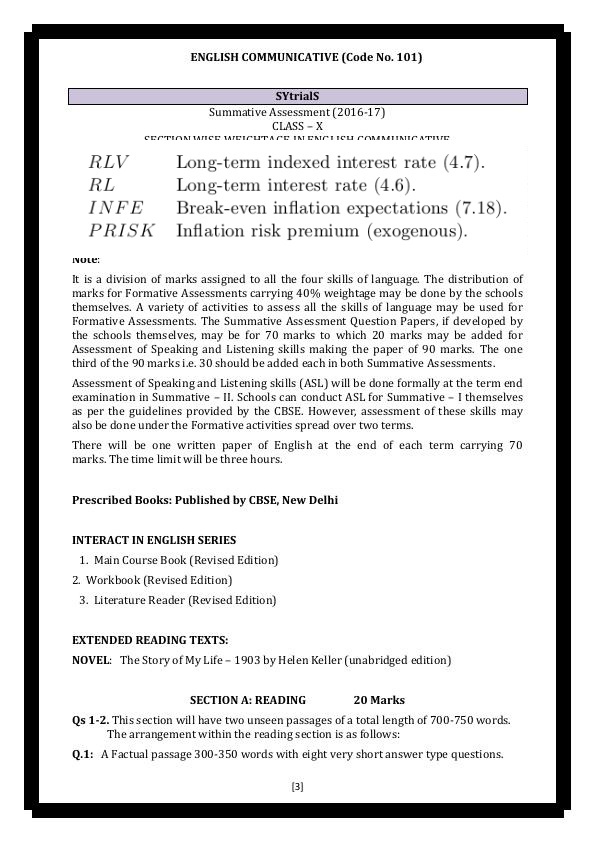 ENGLISH COMMUNICATIVE (Code No. 101)
SYtrialS
Summative Assessment (2016-17)
CLASS – X
SECTION WISE WEIGHTAGE IN ENGLISH COMMUNICATIVE
RLV Long-term indexed interest rate (4.7).
RL Long-term interest rate (4.6).
INFE Break-even inflation expectations (7.18).
PRISK Inflation risk premium (exogenous).
Note:
It is a division of marks assigned to all the four skills of language. The distribution of
marks for Formative Assessments carrying 40% weightage may be done by the schools
themselves. A variety of activities to assess all the skills of language may be used for
Formative Assessments. The Summative Assessment Question Papers, if developed by
the schools themselves, may be for 70 marks to which 20 marks may be added for
Assessment of Speaking and Listening skills making the paper of 90 marks. The one
third of the 90 marks i.e. 30 should be added each in both Summative Assessments.
Assessment of Speaking and Listening skills (ASL) will be done formally at the term end
examination in Summative – II. Schools can conduct ASL for Summative – I themselves
as per the guidelines provided by the CBSE. However, assessment of these skills may
also be done under the Formative activities spread over two terms.
There will be one written paper of English at the end of each term carrying 70
marks. The time limit will be three hours.
Prescribed Books: Published by CBSE, New Delhi
INTERACT IN ENGLISH SERIES
1. Main Course Book (Revised Edition)
2. Workbook (Revised Edition)
3. Literature Reader (Revised Edition)
EXTENDED READING TEXTS:
NOVEL: The Story of My Life – 1903 by Helen Keller (unabridged edition)
SECTION A: READING 20 Marks
Qs 1-2. This section will have two unseen passages of a total length of 700-750 words.
The arrangement within the reading section is as follows:
Q.1: A Factual passage 300-350 words with eight very short answer type questions.
[3]